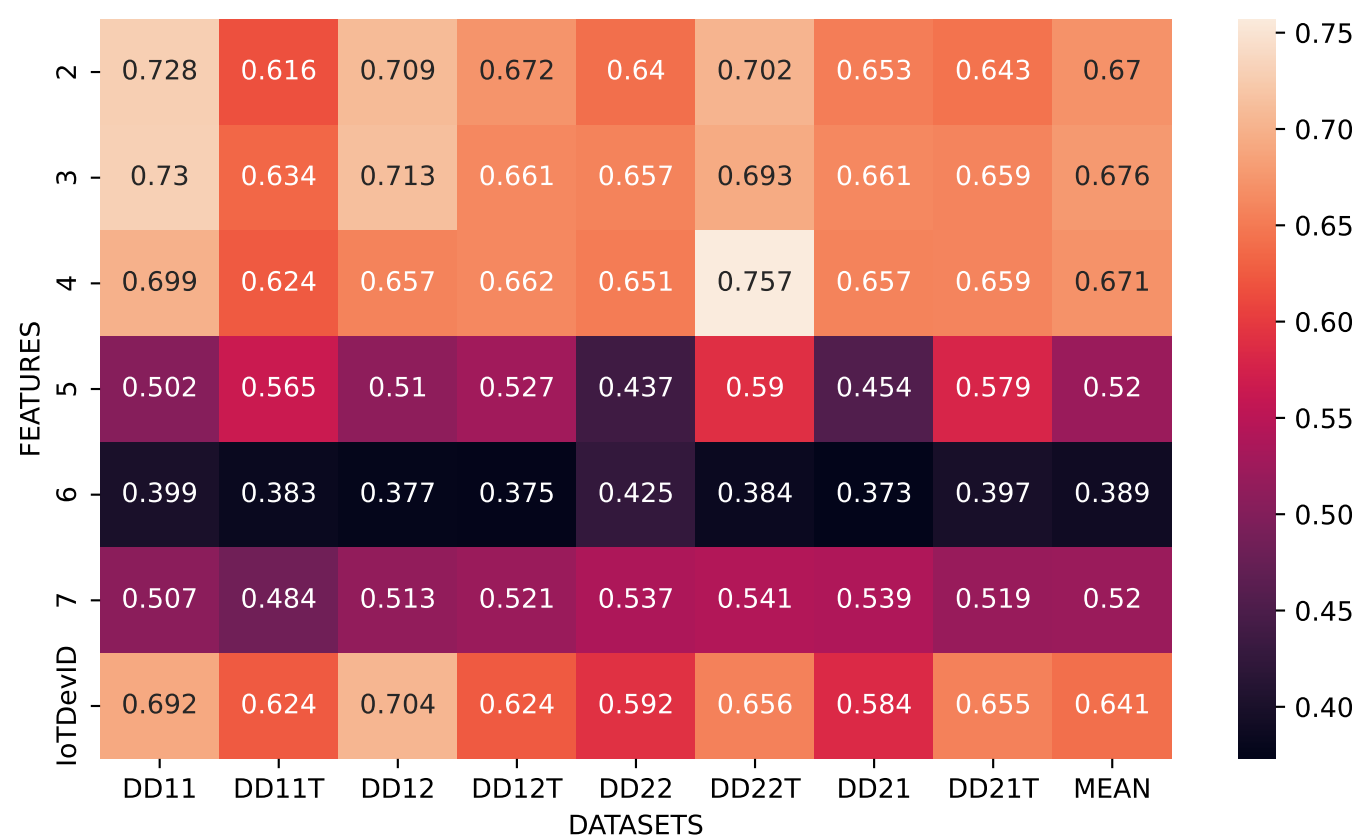 2 0.728 0.616 0.709 0.672 0.64 0.702 0.653 0.643 0.67
3 0.73 0.634 0.713 0.661 0.657 0.693 0.661 0.659 0.676
4 0.699 0.624 0.657 0.662 0.651 0.757 0.657 0.659 0.671
5 0.502 0.565 0.51 0.527 0.437 0.59 0.454 0.579 0.52
6 0.399 0.383 0.377 0.375 0.425 0.384 0.373 0.397 0.389
7 0.507 0.484 0.513 0.521 0.537 0.541 0.539 0.519 0.52
IoTDevID 0.692 0.624 0.704 0.624 0.592 0.656 0.584 0.655 0.641
DD11 DD11T DD12 DD12T DD22 DD22T DD21 DD21T MEAN
DATASETS
FEATURES
0.75
0.70
0.65
0.60
0.55
0.50
0.45
0.40